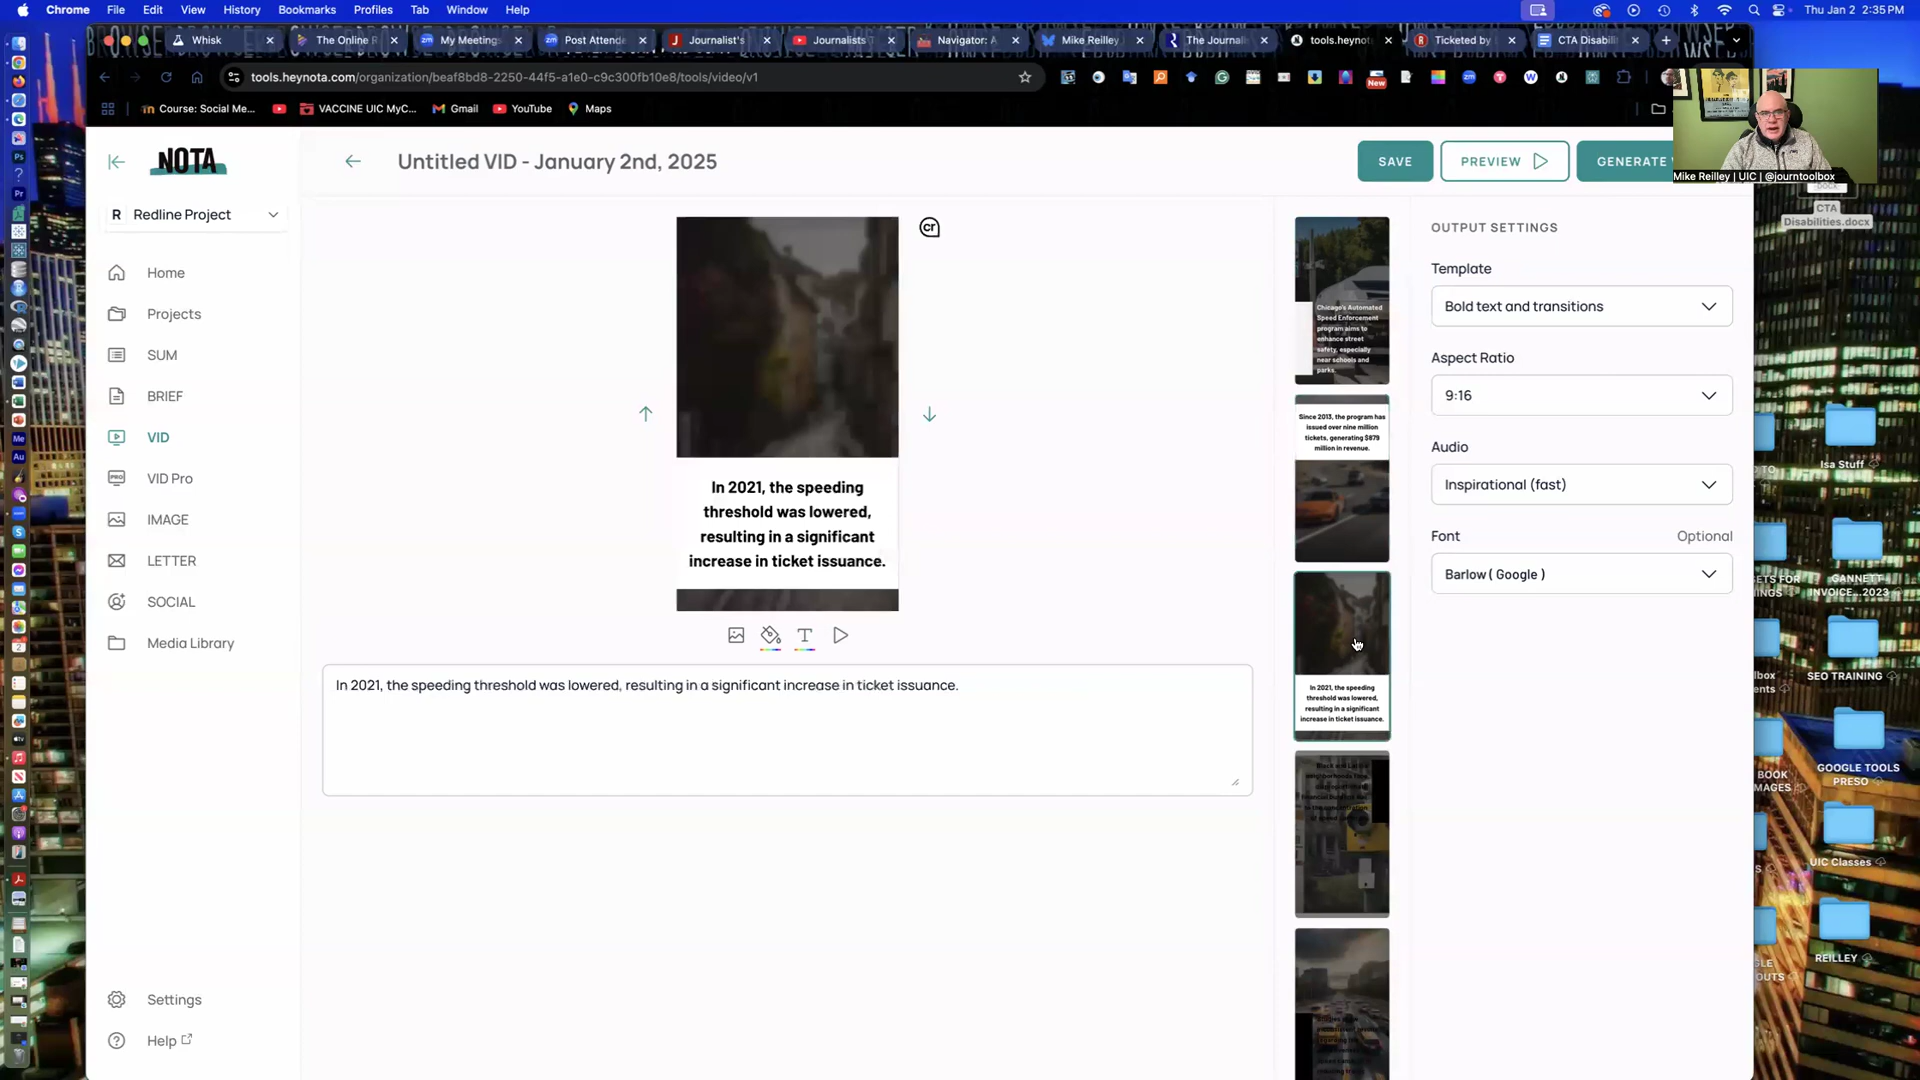 Chrome File Edit View History Bookmarks Profiles Tab Window Help
Thu Jan 2 2:35 PM
Whisk
The Online R
My Meetings
Post Attende
Journalist's
Journalists T
Navigator: A
Mike Reilley
The Journali
tools.heynot
Ticketed by
CTA Disabili
tools.heynota.com/organization/beaf8bd8-2250-44f5-a1e0-c9c300fb10e8/tools/video/v1
New
Course: Social Me...
VACCINE UIC MyC...
Gmail
YouTube
Maps
NOTA
Untitled VID - January 2nd, 2025
SAVE
PREVIEW
GENERATE
Mike Reilley | UIC | @journtoolbox
R Redline Project
Home
Projects
SUM
BRIEF
VID
VID Pro
IMAGE
LETTER
SOCIAL
Media Library
Settings
Help
cr
In 2021, the speeding
threshold was lowered,
resulting in a significant
increase in ticket issuance.
T
In 2021, the speeding threshold was lowered, resulting in a significant increase in ticket issuance.
Chicago's Automated
Speed Enforcement
program aims to
enhance street
safety, especially
near schools and
parks.
Since 2013, the program has
issued over nine million
tickets, generating $879
million in revenue.
In 2021, the speeding
threshold was lowered,
resulting in a significant
increase in ticket issuance.
OUTPUT SETTINGS
Template
Bold text and transitions
Aspect Ratio
9:16
Audio
Inspirational (fast)
Font Optional
Barlow ( Google )
CTA
Disabilities.docx
Isa Stuff
GANNETT
INVOICE...2023
SEO TRAINING
GOOGLE TOOLS
PRESO
UIC Classes
REILLEY